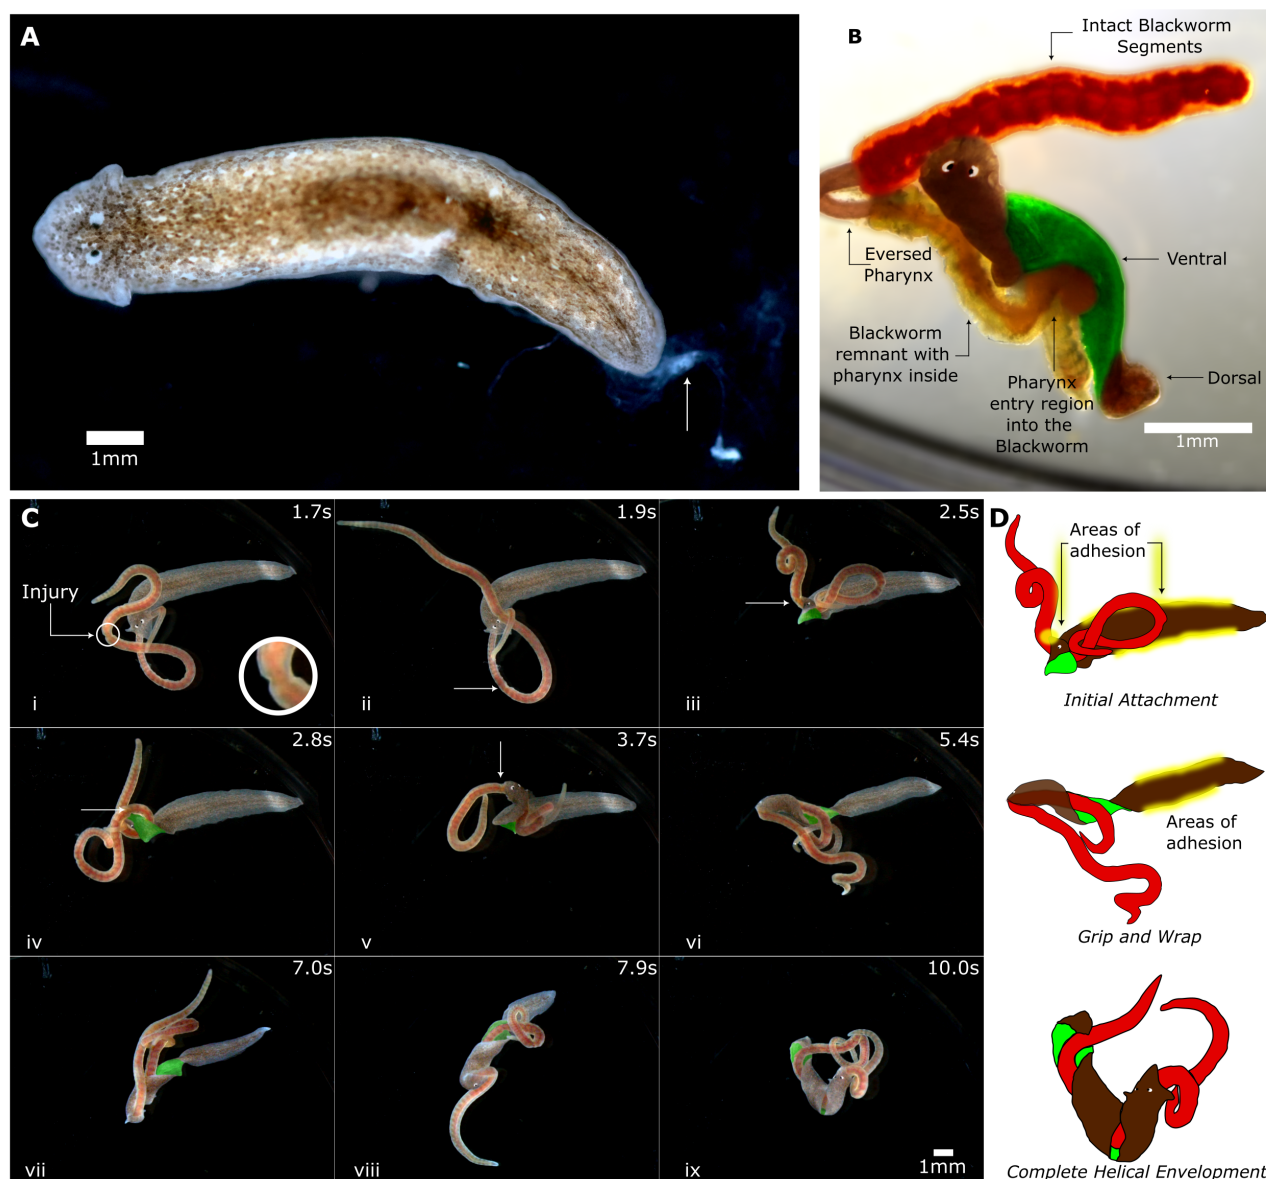 A
1mm
B
Intact Blackworm
Segments
Eversed
Pharynx
Ventral
Blackworm
remnant with
pharynx inside
Pharynx
entry region
into the
Blackworm
Dorsal
1mm
C
1.7s
Injury
i
1.9s
ii
2.5s
iii
2.8s
iv
3.7s
v
5.4s
vi
7.0s
vii
7.9s
viii
10.0s
ix
1mm
D
Areas of
adhesion
Initial Attachment
Areas of
adhesion
Grip and Wrap
Complete Helical Envelopment